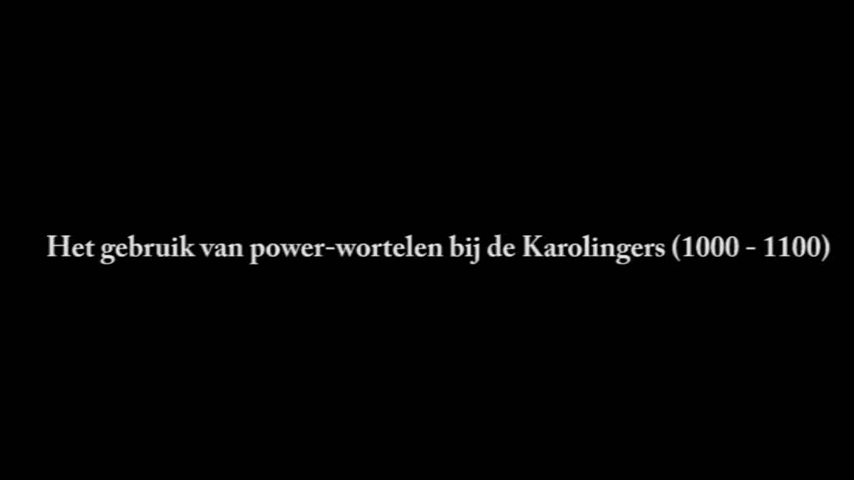 Het gebruik van power-wortelen bij de Karolingers (1000 - 1100)